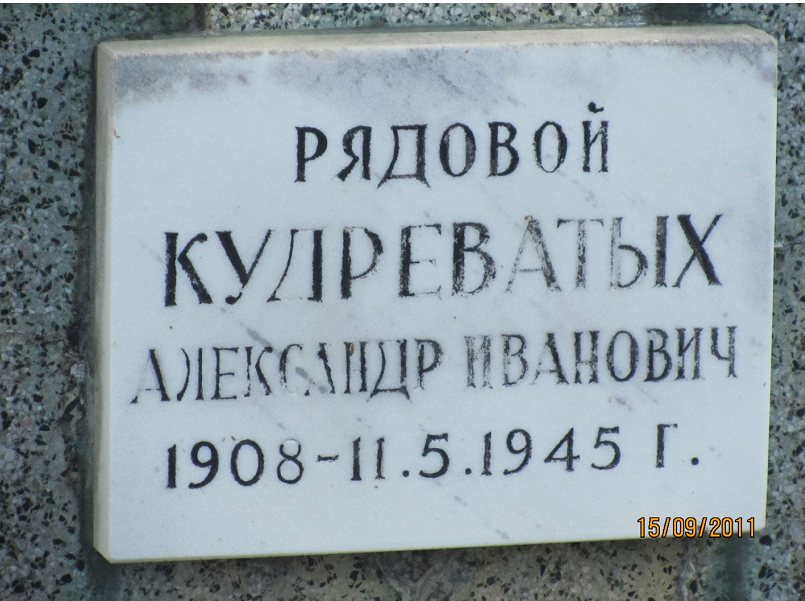 РЯДОВОЙ
КУДРЕВАТЫХ
АЛЕКСАНДР ИВАНОВИЧ
1908-11.5.1945 Г.
15/09/2011